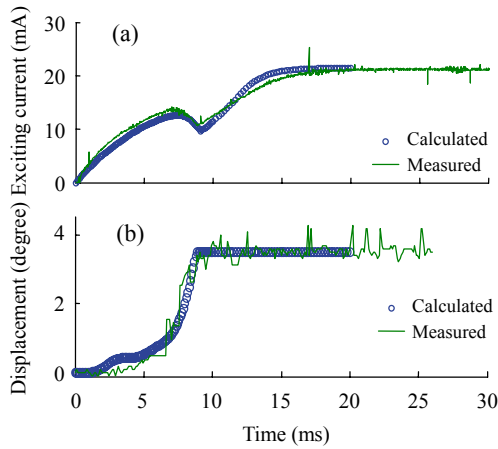 Exciting current (mA)
(a)
30
20
10
0
Calculated
Measured
Displacement (degree)
(b)
4
2
0
Calculated
Measured
0 5 10 15 20 25 30
Time (ms)